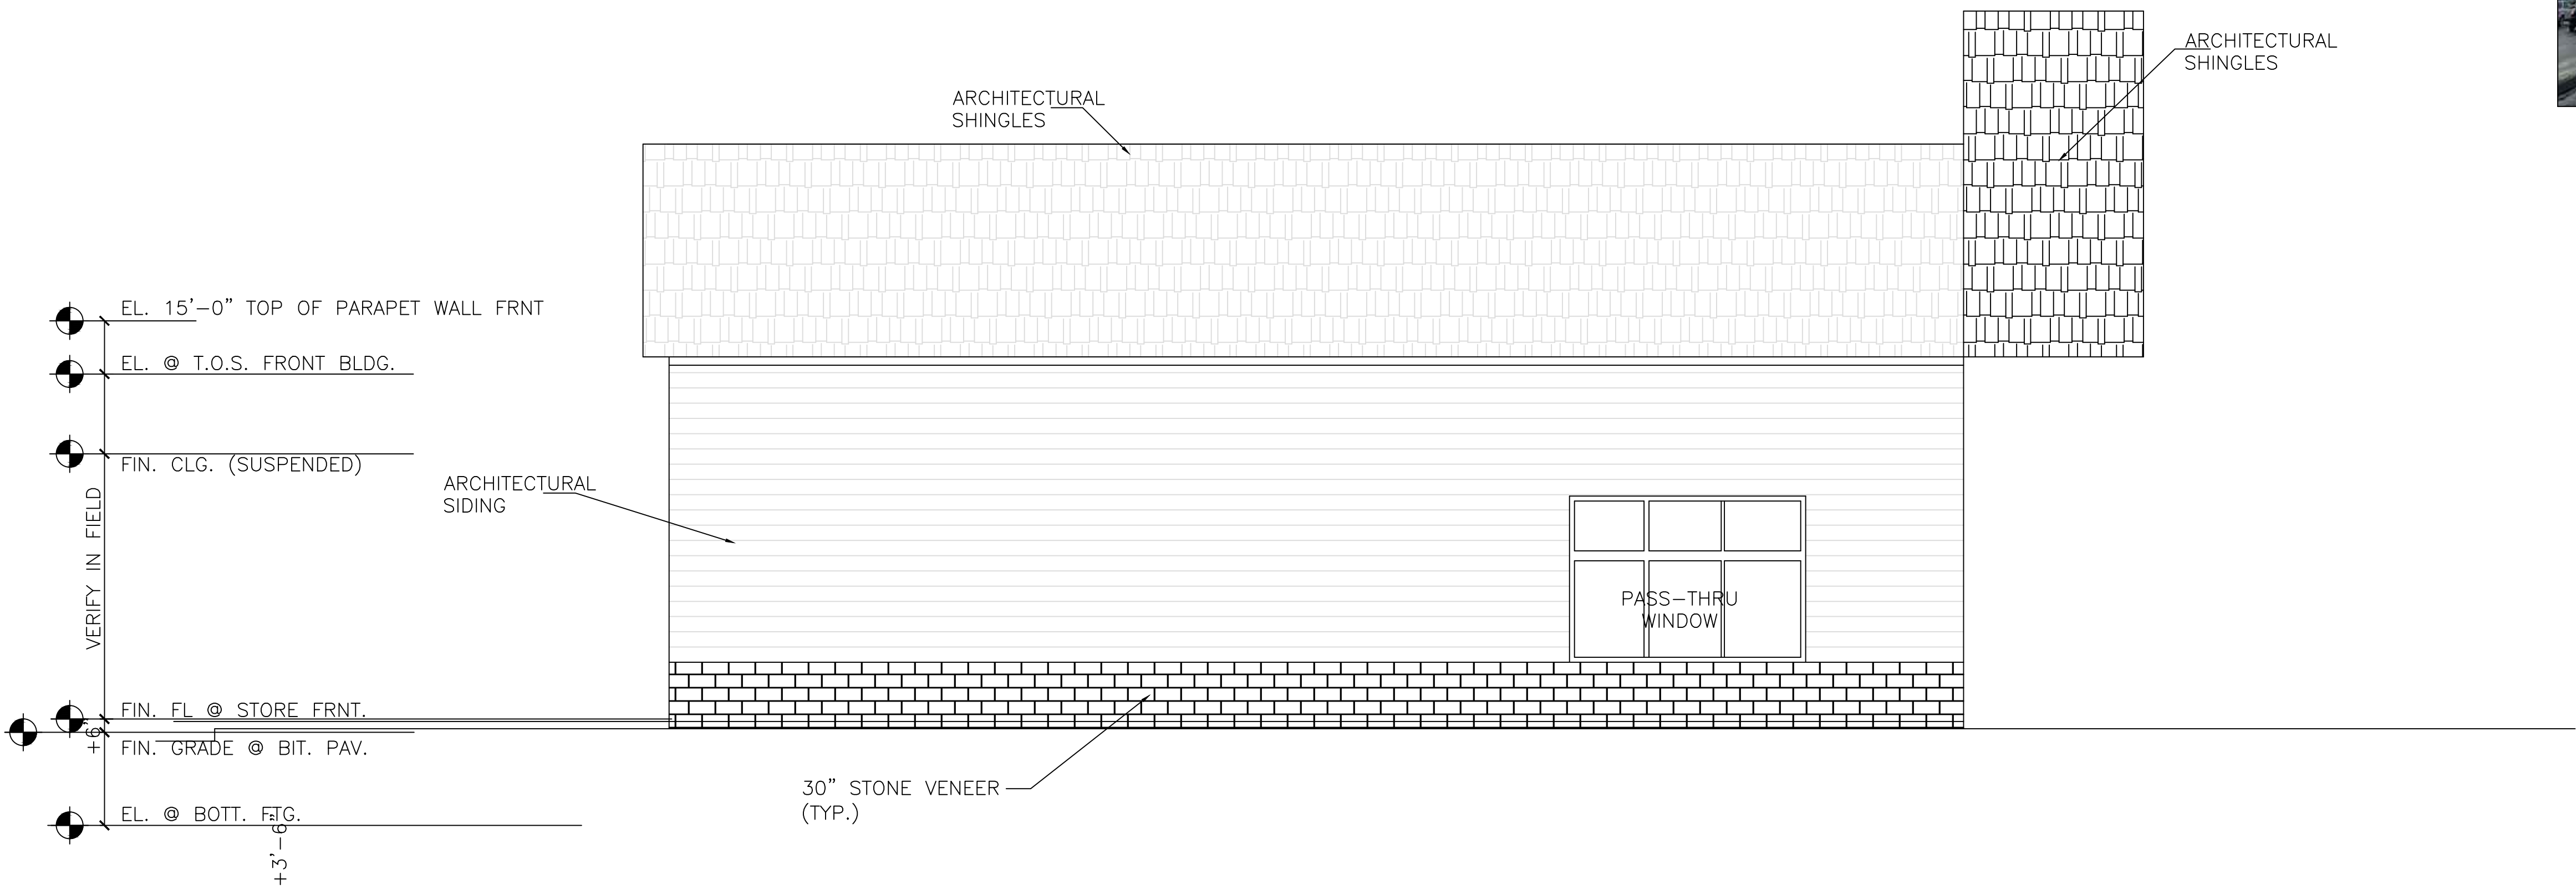 ARCHITECTURAL
SHINGLES
ARCHITECTURAL
SHINGLES
EL. 15'-0" TOP OF PARAPET WALL FRNT
EL. @ T.O.S. FRONT BLDG.
FIN. CLG. (SUSPENDED)
ARCHITECTURAL
SIDING
VERIFY IN FIELD
PASS-THRU
WINDOW
FIN. FL @ STORE FRNT.
+6"
FIN. GRADE @ BIT. PAV.
30" STONE VENEER
(TYP.)
EL. @ BOTT. FTG.
+3'-6"